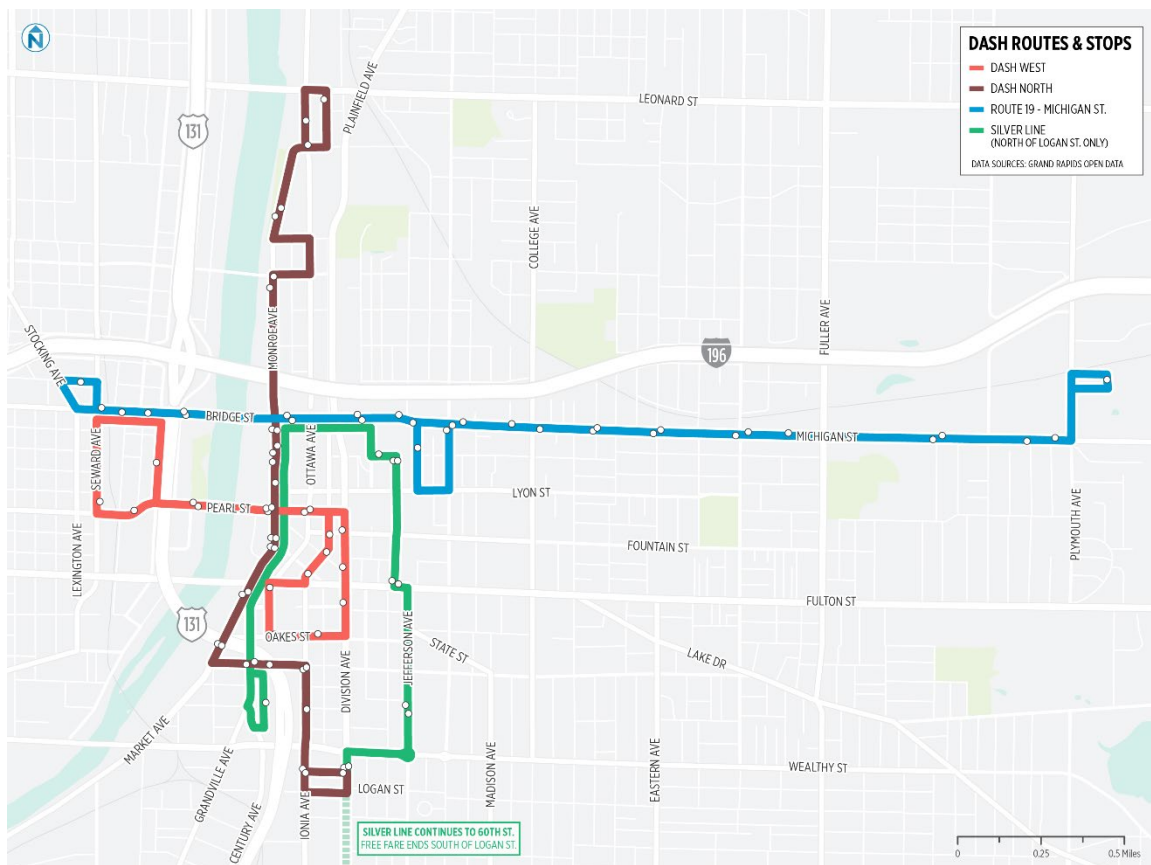 N
DASH ROUTES & STOPS
DASH WEST
DASH NORTH
ROUTE 19 - MICHIGAN ST.
SILVER LINE
(NORTH OF LOGAN ST. ONLY)
DATA SOURCES: GRAND RAPIDS OPEN DATA
PLAINFIELD AVE
LEONARD ST
131
COLLEGE AVE
STOCKING AVE
MONROE AVE
FULLER AVE
196
BRIDGE ST
MICHIGAN ST
SEWARD AVE
OTTAWA AVE
LYON ST
PEARL ST
LEXINGTON AVE
FOUNTAIN ST
PLYMOUTH AVE
FULTON ST
131
OAKES ST
STATE ST
LAKE DR
DIVISION AVE
JEFFERSON AVE
MARKET AVE
GRANDVILLE AVE
CENTURY AVE
IONIA AVE
LOGAN ST
MADISON AVE
EASTERN AVE
WEALTHY ST
SILVER LINE CONTINUES TO 60TH ST.
FREE FARE ENDS SOUTH OF LOGAN ST.
0 0.25 0.5 Miles